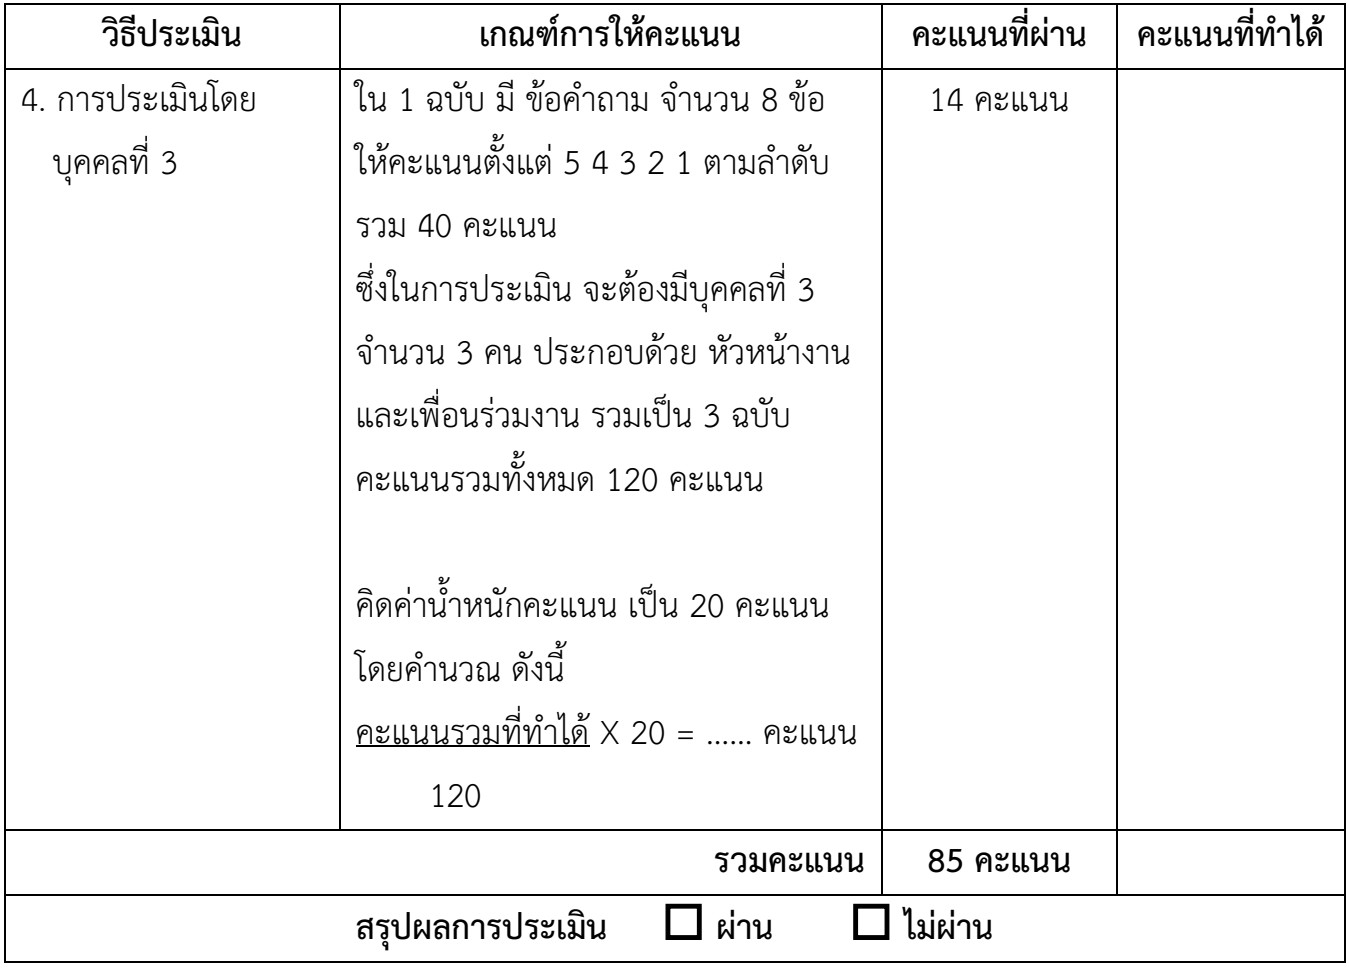 วิธีประเมิน เกณฑ์การให้คะแนน คะแนนที่ผ่าน คะแนนที่ทำได้
4. การประเมินโดย ใน 1 ฉบับ มี ข้อคำถาม จำนวน 8 ข้อ 14 คะแนน
บุคคลที่ 3 ให้คะแนนตั้งแต่ 5 4 3 2 1 ตามลำดับ
รวม 40 คะแนน
ซึ่งในการประเมิน จะต้องมีบุคคลที่ 3
จำนวน 3 คน ประกอบด้วย หัวหน้างาน
และเพื่อนร่วมงาน รวมเป็น 3 ฉบับ
คะแนนรวมทั้งหมด 120 คะแนน
คิดค่าน้ำหนักคะแนน เป็น 20 คะแนน
โดยคำนวณ ดังนี้
คะแนนรวมที่ทำได้ X 20 = ...... คะแนน
120
รวมคะแนน 85 คะแนน
สรุปผลการประเมิน ☐ ผ่าน ☐ ไม่ผ่าน